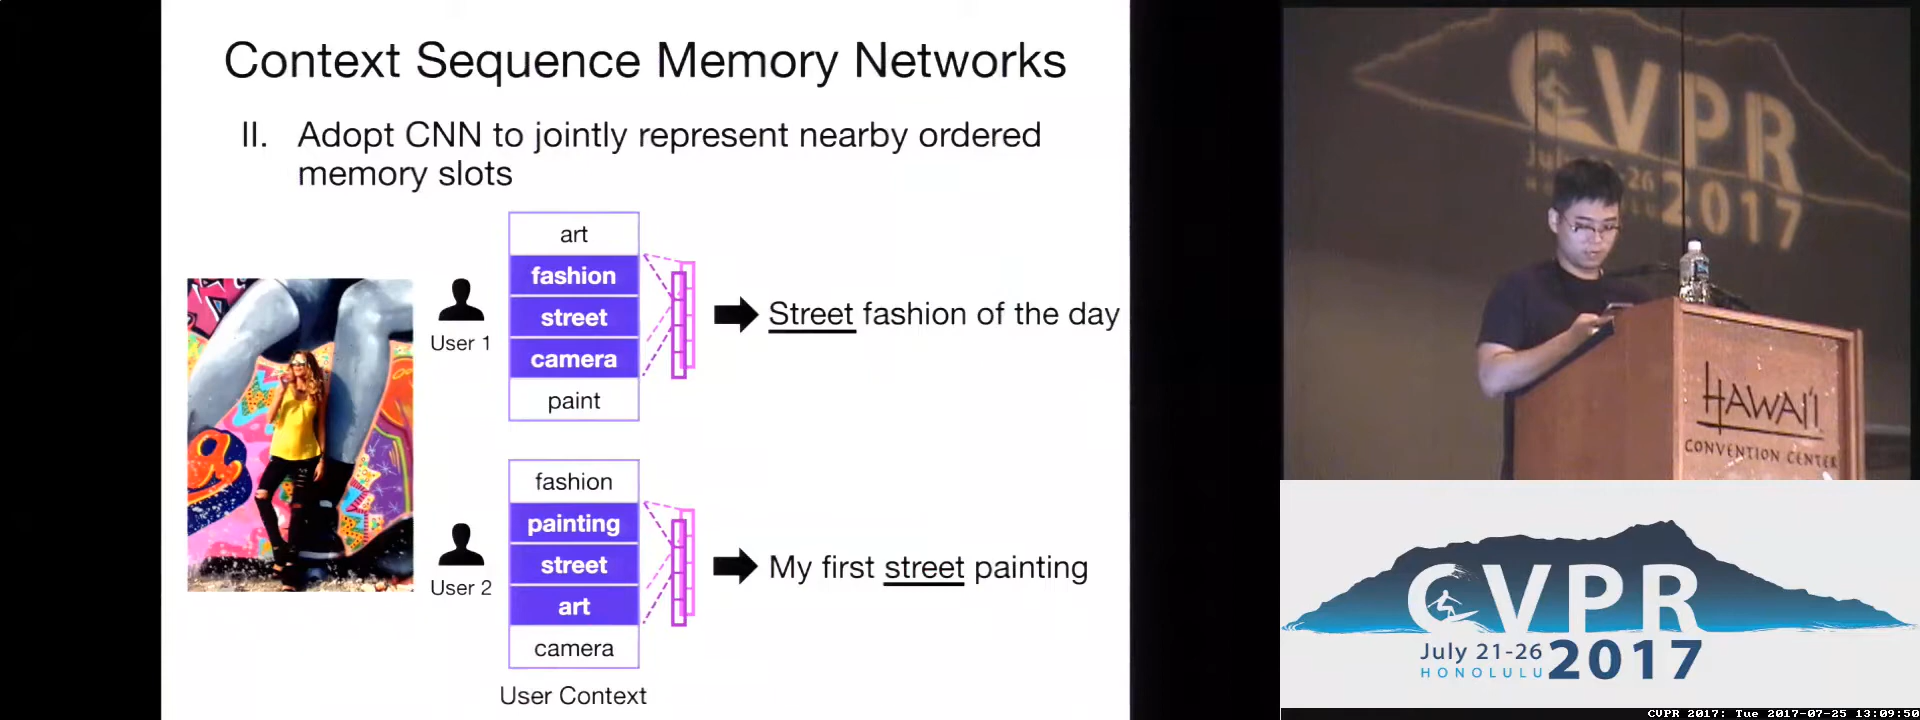 Context Sequence Memory Networks
II. Adopt CNN to jointly represent nearby ordered
memory slots
art
fashion
street
camera
paint
User 1
Street fashion of the day
fashion
painting
street
art
camera
User 2
My first street painting
User Context
CVPR
2017
HAWAI'I
CONVENTION CENTER
CVPR
July 21-26
HONOLULU
2017
CVPR 2017: Tue 2017-07-25 13:09:50